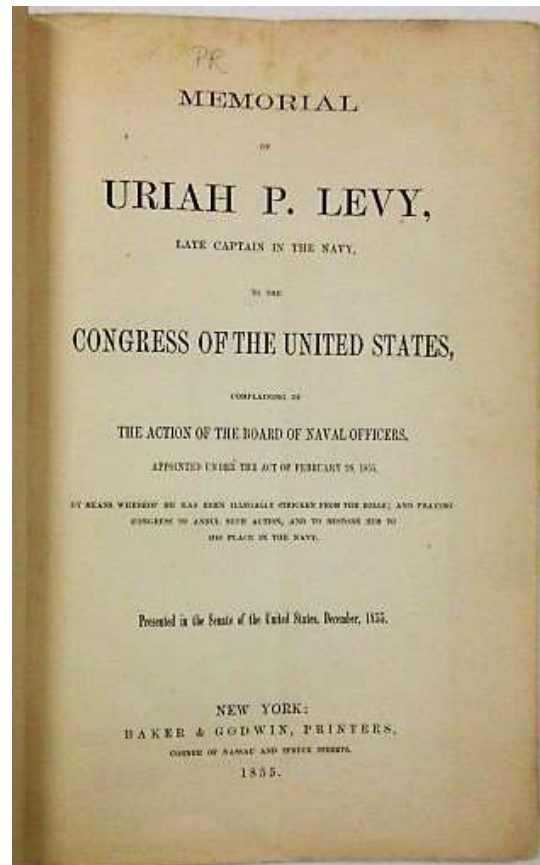 PR
MEMORIAL
OF
URIAH P. LEVY,
LATE CAPTAIN IN THE NAVY,
TO THE
CONGRESS OF THE UNITED STATES,
COMPLAINING OF
THE ACTION OF THE BOARD OF NAVAL OFFICERS,
APPOINTED UNDER THE ACT OF FEBRUARY 28, 1855,
BY MEANS WHEREOF HE HAS BEEN ILLEGALLY STRICKEN FROM THE ROLLS; AND PRAYING
CONGRESS TO ANNUL SUCH ACTION, AND TO RESTORE HIM TO
HIS PLACE IN THE NAVY.
Presented in the Senate of the United States, December, 1855.
NEW YORK:
BAKER & GODWIN, PRINTERS,
CORNER OF NASSAU AND SPRUCE STREETS.
1855.